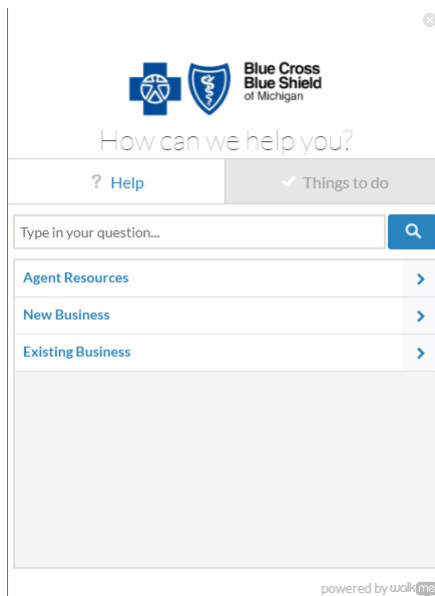 Blue Cross
Blue Shield
of Michigan
How can we help you?
? Help
Things to do
Type in your question...
Agent Resources
New Business
Existing Business
powered by walkme